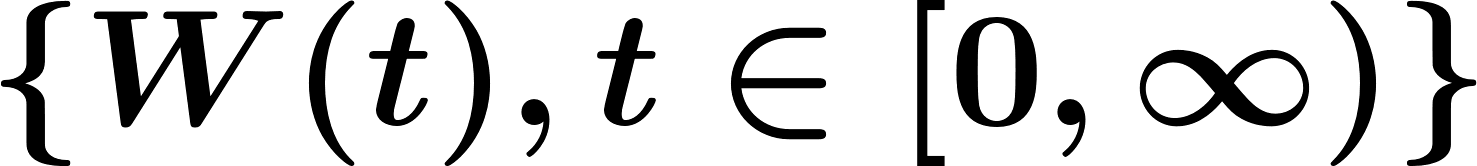 {W(t), t ∈ [0, ∞)}